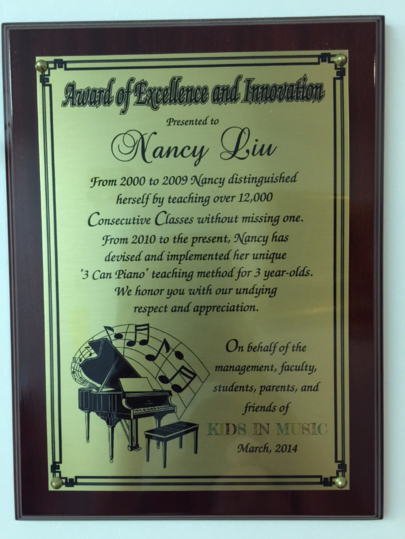 Award of Excellence and Innovation
Presented to
Nancy Liu
From 2000 to 2009 Nancy distinguished
herself by teaching over 12,000
Consecutive Classes without missing one.
From 2010 to the present, Nancy has
devised and implemented her unique
'3 Can Piano' teaching method for 3 year-olds.
We honor you with our undying
respect and appreciation.
On behalf of the
management, faculty,
students, parents, and
friends of
KIDS IN MUSIC
March, 2014